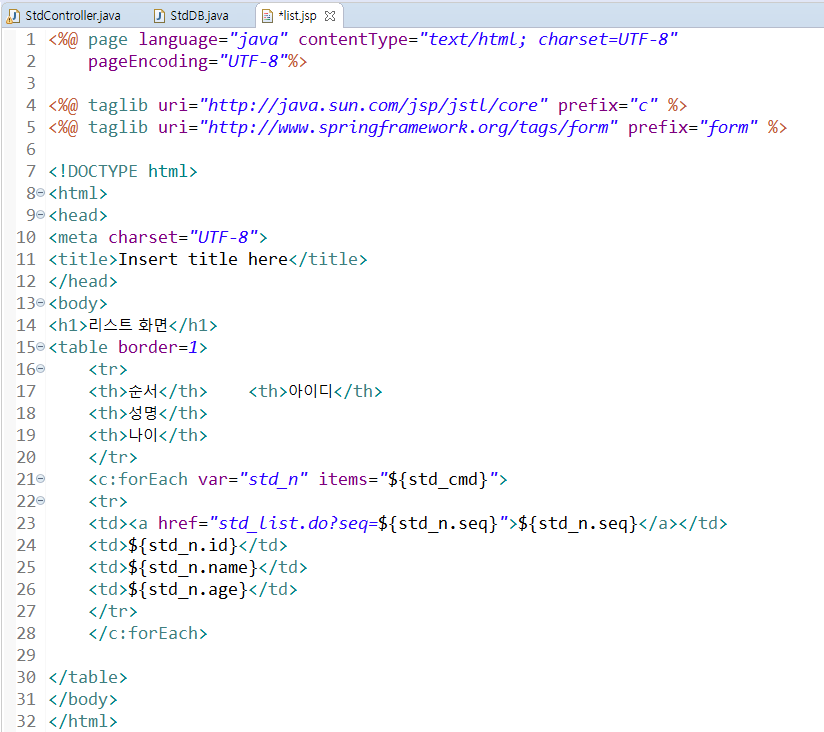 StdController.java StdDB.java *list.jsp
1 <%@ page language="java" contentType="text/html; charset=UTF-8"
2     pageEncoding="UTF-8"%>
3
4 <%@ taglib uri="http://java.sun.com/jsp/jstl/core" prefix="c" %>
5 <%@ taglib uri="http://www.springframework.org/tags/form" prefix="form" %>
6
7 <!DOCTYPE html>
8 <html>
9 <head>
10 <meta charset="UTF-8">
11 <title>Insert title here</title>
12 </head>
13 <body>
14 <h1>리스트 화면</h1>
15 <table border=1>
16     <tr>
17     <th>순서</th>    <th>아이디</th>
18     <th>성명</th>
19     <th>나이</th>
20     </tr>
21     <c:forEach var="std_n" items="${std_cmd}">
22     <tr>
23     <td><a href="std_list.do?seq=${std_n.seq}">${std_n.seq}</a></td>
24     <td>${std_n.id}</td>
25     <td>${std_n.name}</td>
26     <td>${std_n.age}</td>
27     </tr>
28     </c:forEach>
29
30 </table>
31 </body>
32 </html>